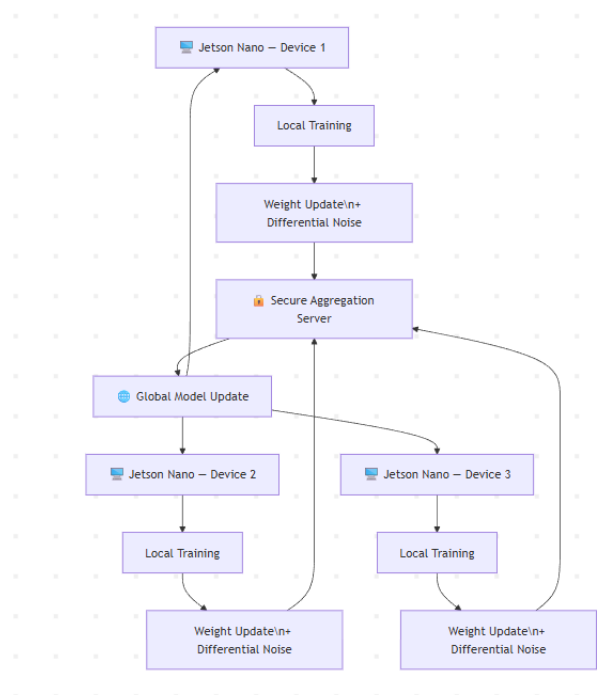 Jetson Nano — Device 1
Local Training
Weight Update\n+
Differential Noise
Secure Aggregation
Server
Global Model Update
Jetson Nano — Device 2
Jetson Nano — Device 3
Local Training
Local Training
Weight Update\n+
Differential Noise
Weight Update\n+
Differential Noise